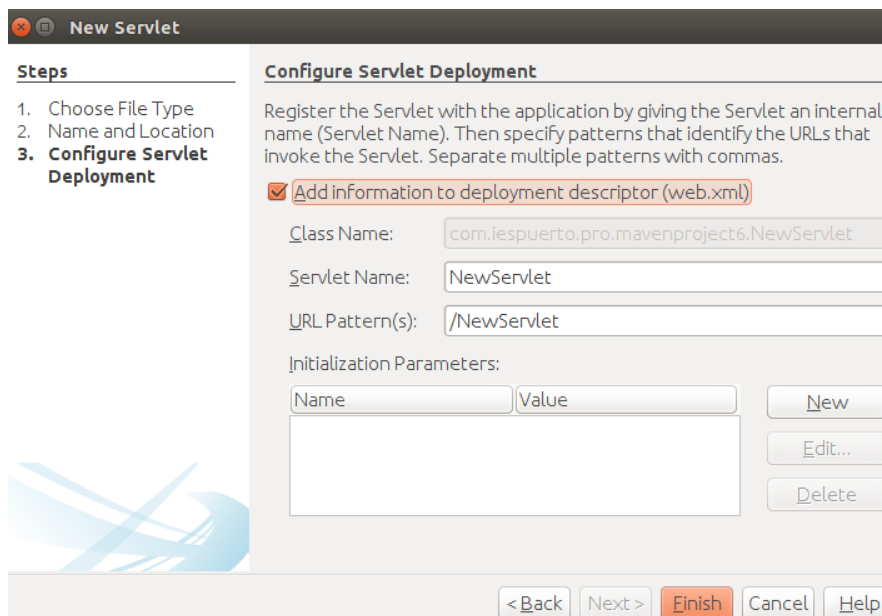 New Servlet
Steps
1. Choose File Type
2. Name and Location
3. Configure Servlet
Deployment
Configure Servlet Deployment
Register the Servlet with the application by giving the Servlet an internal
name (Servlet Name). Then specify patterns that identify the URLs that
invoke the Servlet. Separate multiple patterns with commas.
Add information to deployment descriptor (web.xml)
Class Name: com.iespuerto.pro.mavenproject6.NewServlet
Servlet Name: NewServlet
URL Pattern(s): /NewServlet
Initialization Parameters:
Name Value
New
Edit...
Delete
< Back Next > Finish Cancel Help